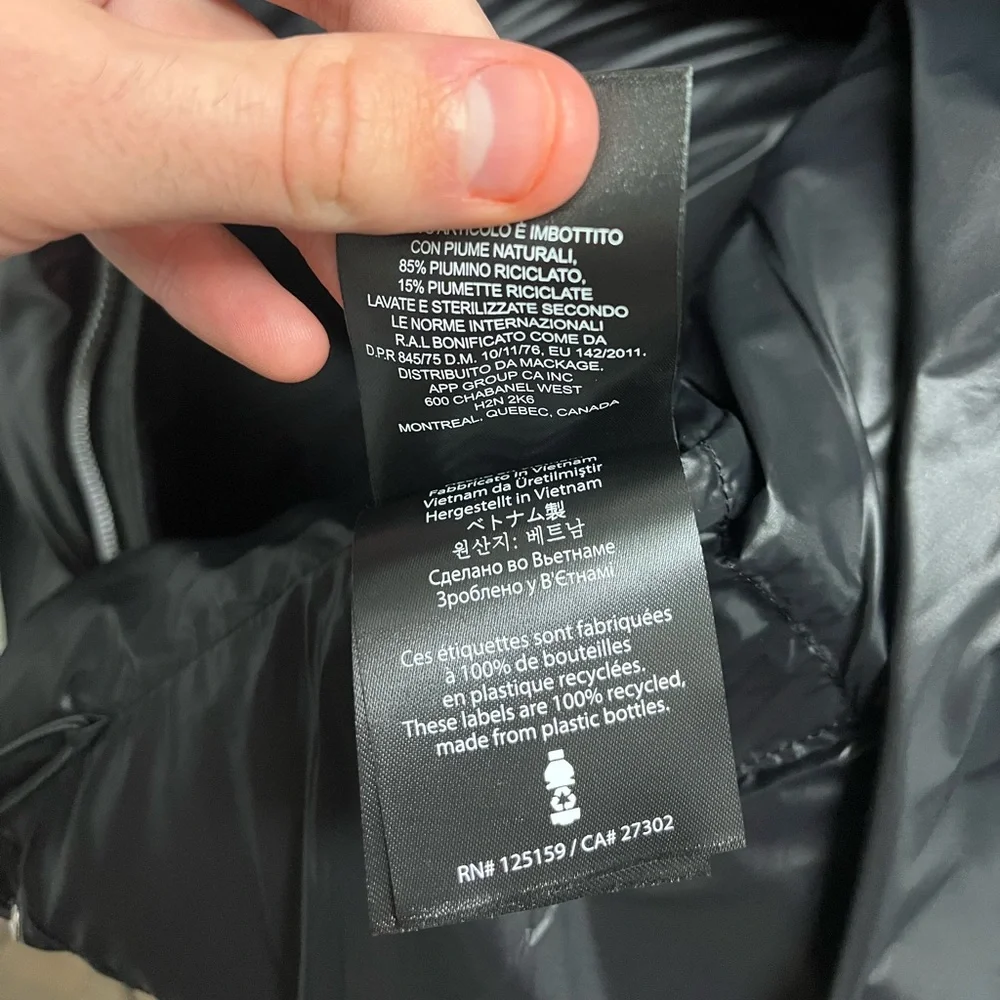 ARTICOLO È IMBOTTITO
CON PIUME NATURALI,
85% PIUMINO RICICLATO,
15% PIUMETTE RICICLATE
LAVATE E STERILIZZATE SECONDO
LE NORME INTERNAZIONALI
R.A.L BONIFICATO COME DA
D.P.R 845/75 D.M. 10/11/76, EU 142/2011.
DISTRIBUITO DA MACKAGE.
APP GROUP CA INC
600 CHABANEL WEST
H2N 2K6
MONTREAL, QUEBEC, CANADA
Fabbricato in Vietnam
Vietnam da Üretilmiştir
Hergestellt in Vietnam
ベトナム製
원산지: 베트남
Сделано во Вьетнаме
Зроблено у В'Єтнамі
Ces etiquettes sont fabriquées
à 100% de bouteilles
en plastique recyclées.
These labels are 100% recycled,
made from plastic bottles.
RN# 125159 / CA# 27302